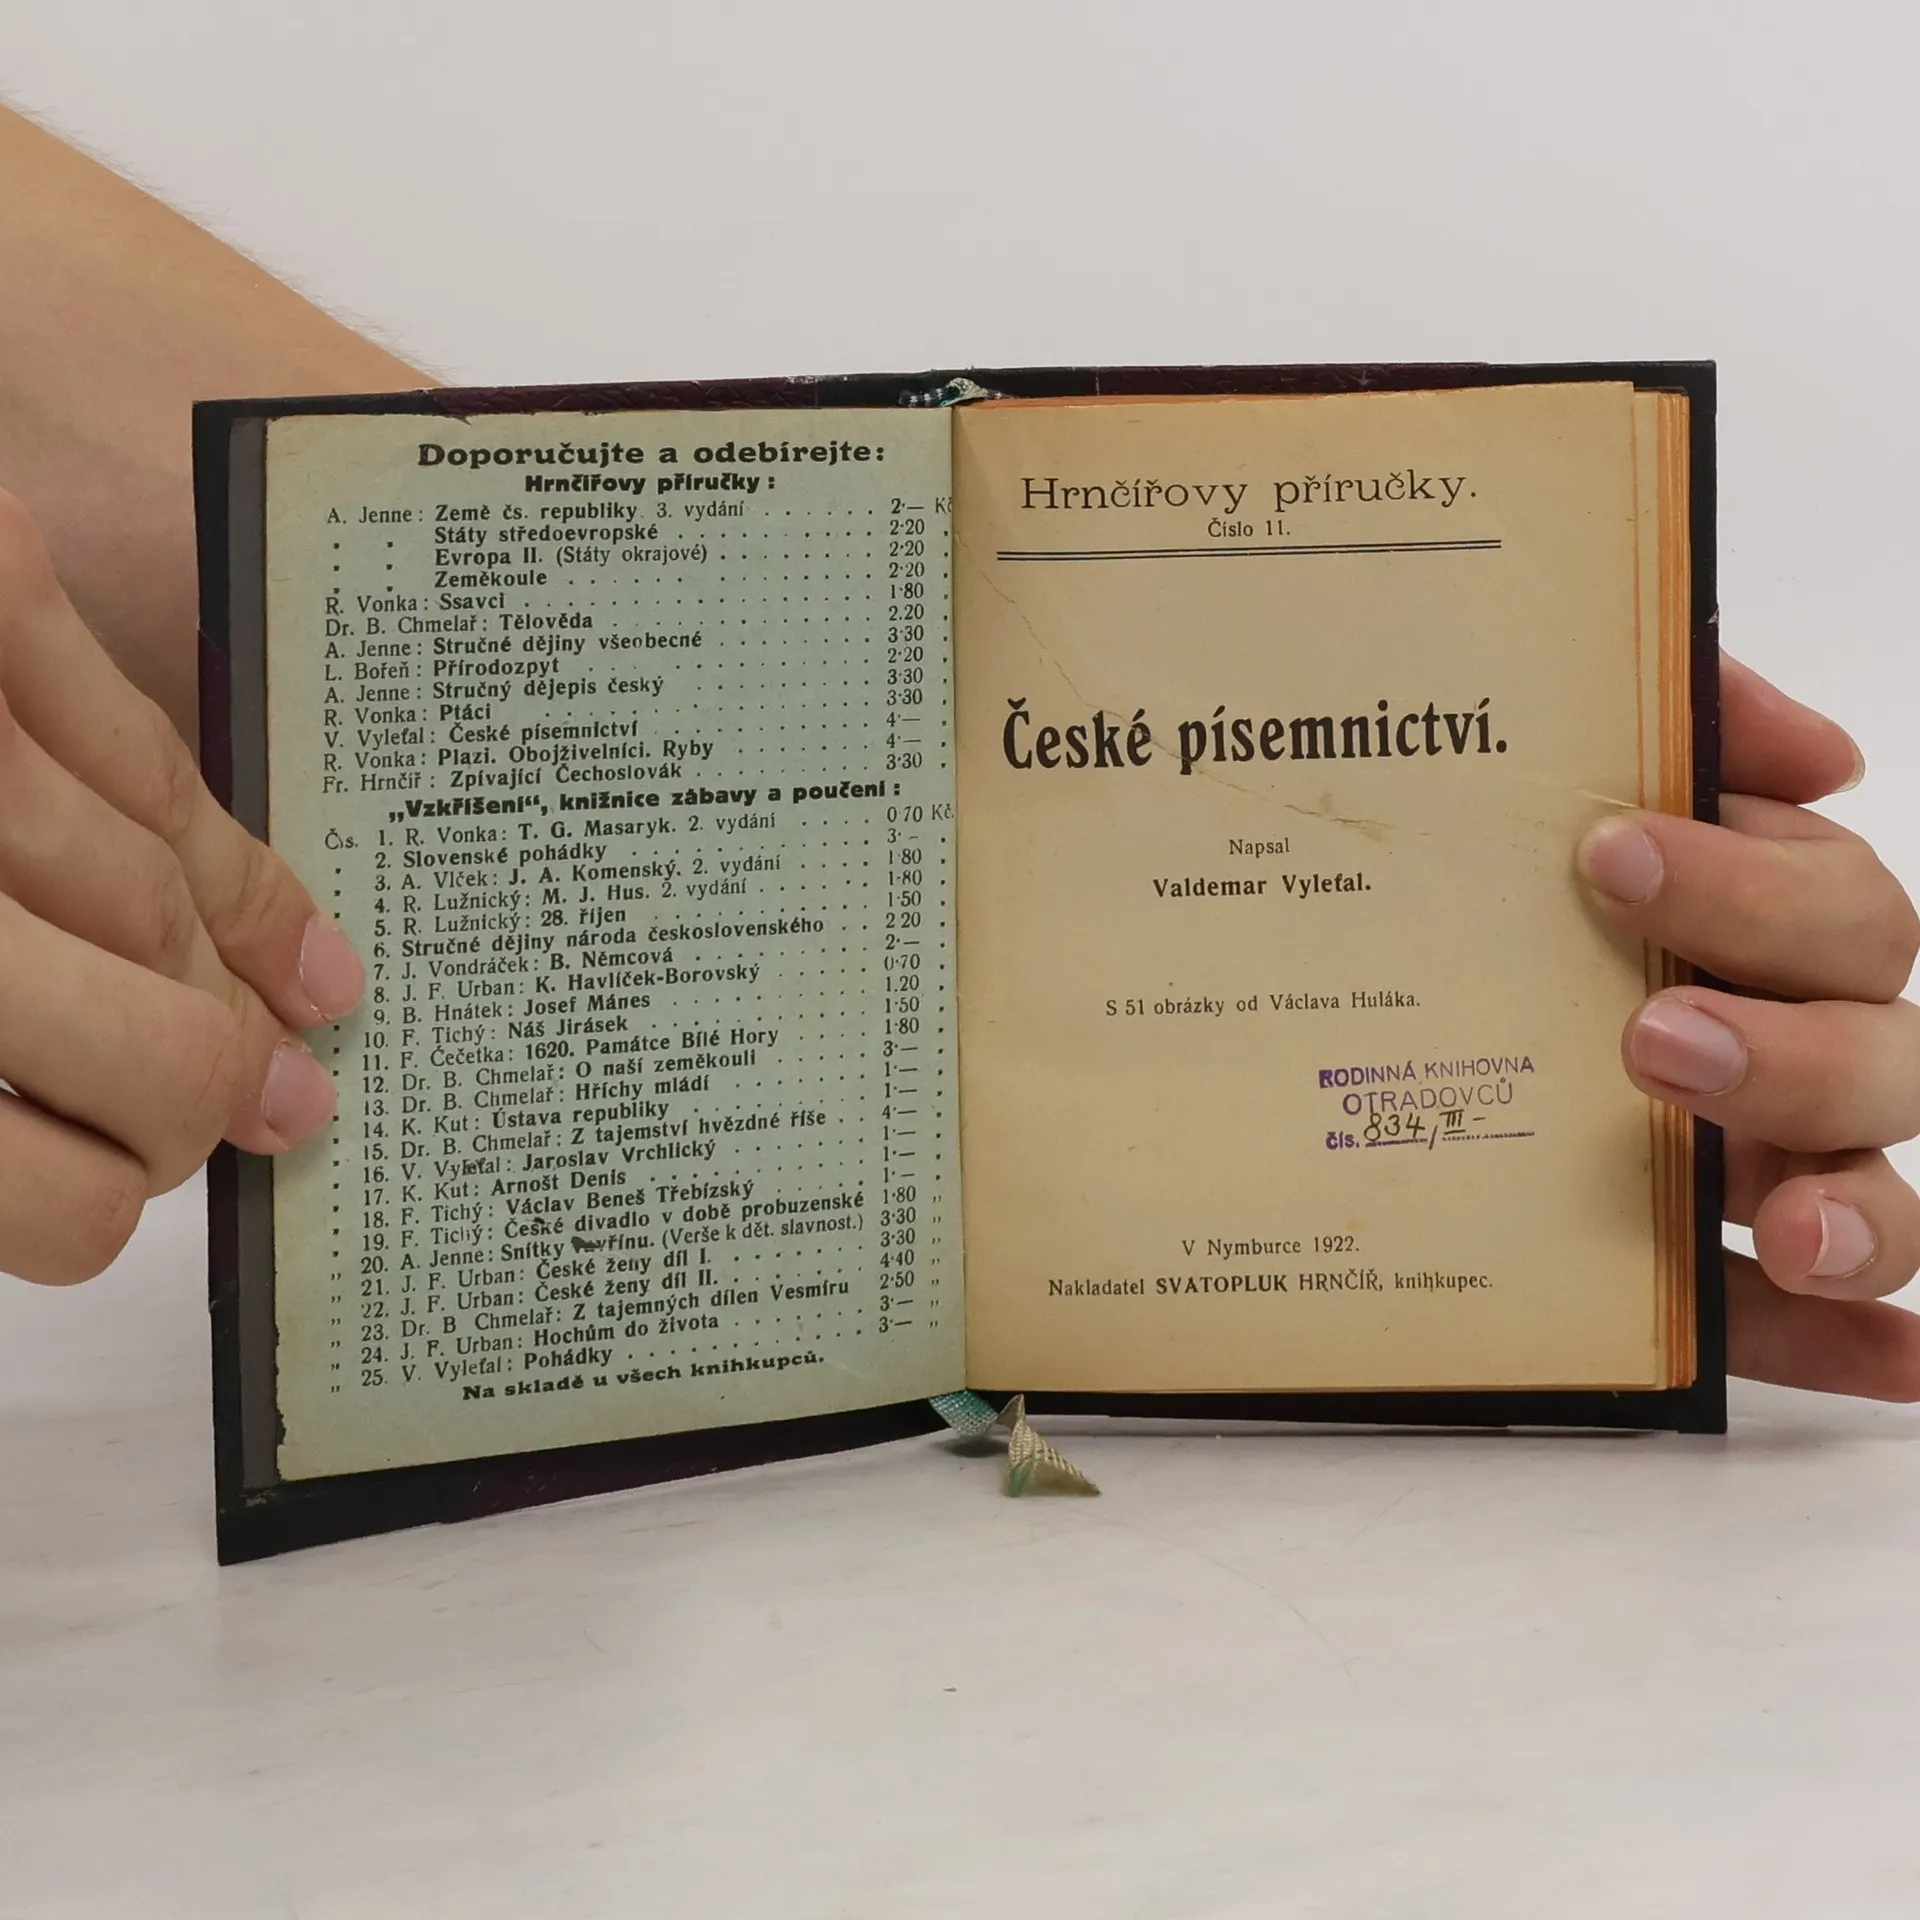 Doporučujte a odebírejte:
Hrnčířovy příručky:
A. Jenne: Země čs. republiky. 3. vydání . . . . . . 2·— Kč
„ „ Státy středoevropské . . . . . . . . . . 2·20 „
„ „ Evropa II. (Státy okrajové) . . . . . . . . 2·20 „
„ „ Zeměkoule . . . . . . . . . . . . . . 2·20 „
R. Vonka: Ssavci . . . . . . . . . . . . . . . 1·80 „
Dr. B. Chmelař: Tělověda . . . . . . . . . . . . 2.20 „
A. Jenne: Stručné dějiny všeobecné . . . . . . . . 3·30 „
L. Bořeň: Přírodozpyt . . . . . . . . . . . . . 2·20 „
A. Jenne: Stručný dějepis český . . . . . . . . . 3·30 „
R. Vonka: Ptáci . . . . . . . . . . . . . . . 3·30 „
V. Vyleťal: České písemnictví . . . . . . . . . . 4·— „
R. Vonka: Plazi. Obojživelníci. Ryby . . . . . . . 4·— „
Fr. Hrnčíř: Zpívající Čechoslovák . . . . . . . . . 3·30 „
„Vzkříšení“, knižnice zábavy a poučení:
Čis. 1. R. Vonka: T. G. Masaryk. 2. vydání . . . . 0·70 Kč.
„ 2. Slovenské pohádky . . . . . . . . . . . 3·— „
„ 3. A. Vlček: J. A. Komenský. 2. vydání . . . . 1·80 „
„ 4. R. Lužnický: M. J. Hus. 2. vydání . . . . . . 1·80 „
„ 5. R. Lužnický: 28. říjen . . . . . . . . . . 1·50 „
„ 6. Stručné dějiny národa československého . . 2·20 „
„ 7. J. Vondráček: B. Němcová . . . . . . . . 2·— „
„ 8. J. F. Urban: K. Havlíček-Borovský . . . . . 0·70 „
„ 9. B. Hnátek: Josef Mánes . . . . . . . . . 1.20 „
„ 10. F. Tichý: Náš Jirásek . . . . . . . . . . 1·50 „
„ 11. F. Čečetka: 1620. Památce Bílé Hory . . . . 1·80 „
„ 12. Dr. B. Chmelař: O naší zeměkouli . . . . . 3·— „
„ 13. Dr. B. Chmelař: Hříchy mládí . . . . . . . 1·— „
„ 14. K. Kut: Ústava republiky . . . . . . . . . 1·— „
„ 15. Dr. B. Chmelař: Z tajemství hvězdné říše . . 4·— „
„ 16. V. Vyleťal: Jaroslav Vrchlický . . . . . . . 1·— „
„ 17. K. Kut: Arnošt Denis . . . . . . . . . . 1·— „
„ 18. F. Tichý: Václav Beneš Třebízský . . . . . 1·— „
„ 19. F. Tichý: České divadlo v době probuzenské 1·80 „
„ 20. A. Jenne: Snítky vavřínu. (Verše k dět. slavnost.) 3·30 „
„ 21. J. F. Urban: České ženy díl I. . . . . . . . 3·30 „
„ 22. J. F. Urban: České ženy díl II. . . . . . . . 4·40 „
„ 23. Dr. B Chmelař: Z tajemných dílen Vesmíru 2·50 „
„ 24. J. F. Urban: Hochům do života . . . . . . . 3·— „
„ 25. V. Vyleťal: Pohádky . . . . . . . . . . . 3·— „
Na skladě u všech knihkupců.
Hrnčířovy příručky.
Číslo 11.
České písemnictví.
Napsal
Valdemar Vyleťal.
S 51 obrázky od Václava Huláka.
RODINNÁ KNIHOVNA
OTRADOVCŮ
čís. 834/III-
V Nymburce 1922.
Nakladatel SVATOPLUK HRNČÍŘ, knihkupec.